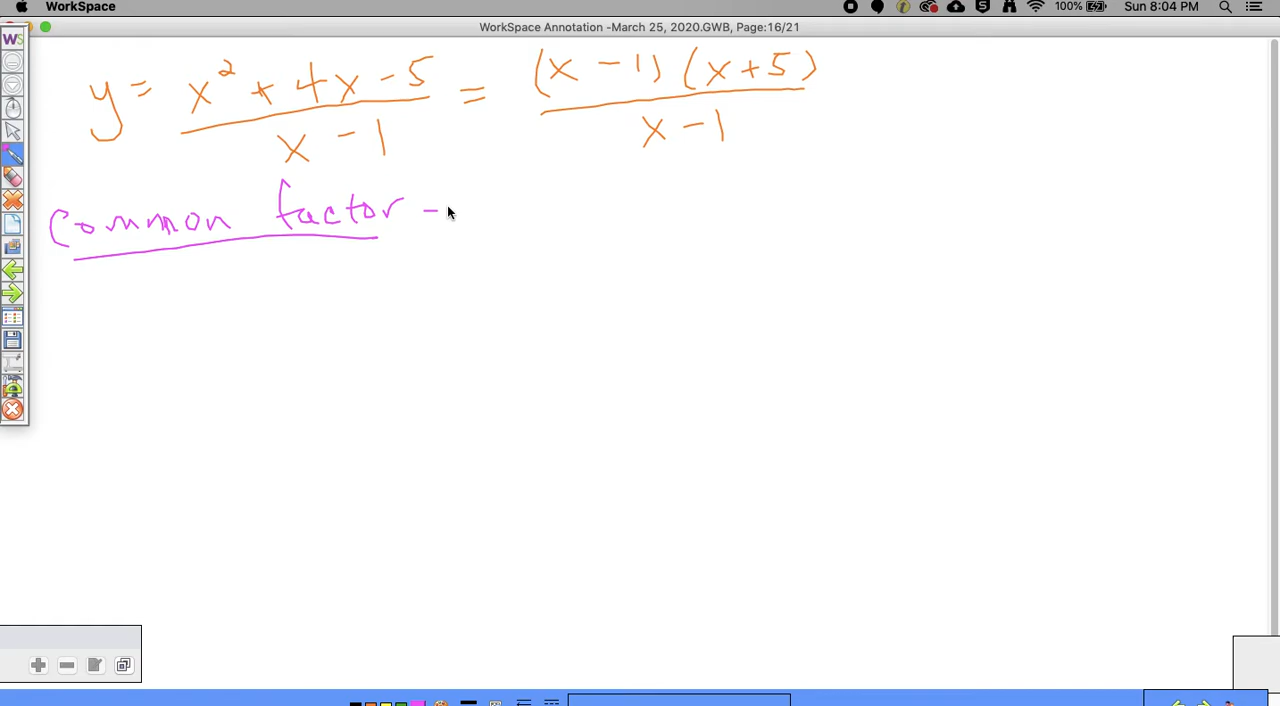 WorkSpace 100% Sun 8:04 PM
WorkSpace Annotation -March 25, 2020.GWB, Page:16/21
WS
y = x² + 4x - 5 / x - 1 = (x - 1) (x + 5) / x - 1
Common factor -